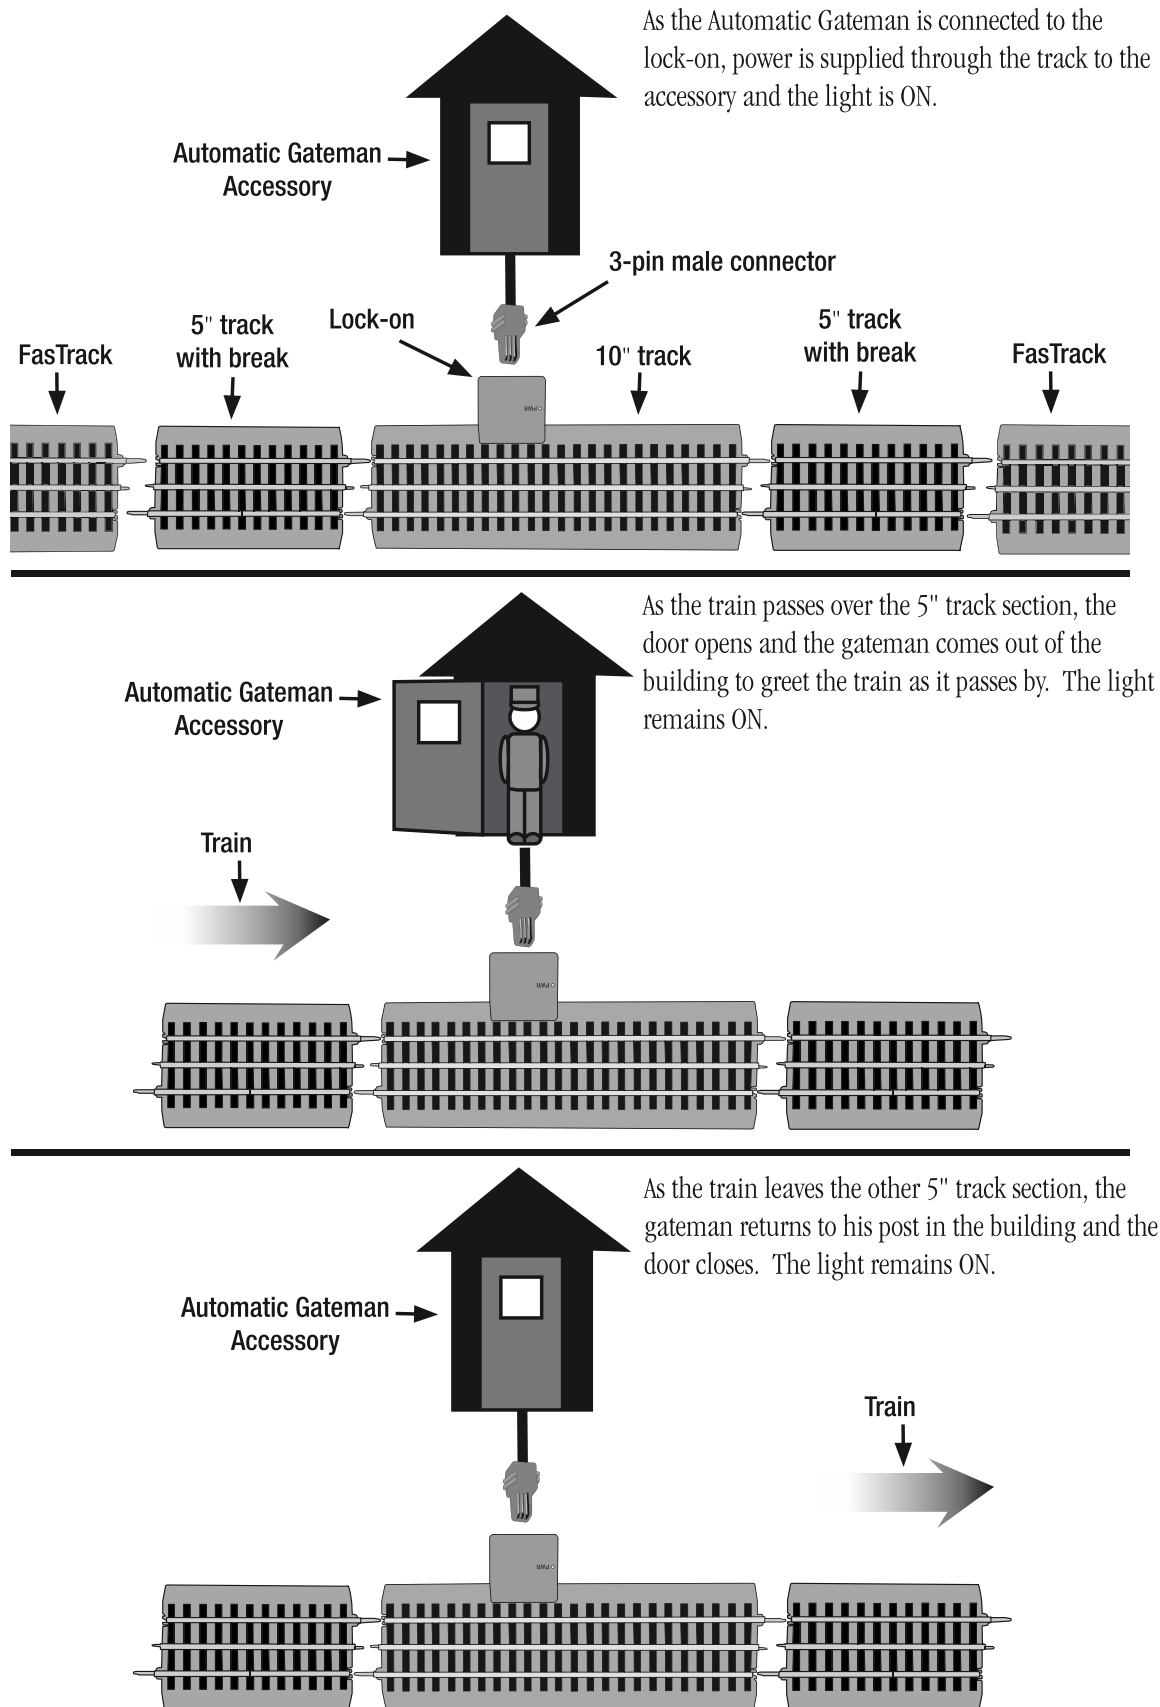 As the Automatic Gateman is connected to the
lock-on, power is supplied through the track to the
accessory and the light is ON.
Automatic Gateman
Accessory
3-pin male connector
Lock-on
5" track
with break
FasTrack
10" track
5" track
with break
FasTrack
PWR
As the train passes over the 5" track section, the
door opens and the gateman comes out of the
building to greet the train as it passes by.  The light
remains ON.
Automatic Gateman
Accessory
Train
PWR
As the train leaves the other 5" track section, the
gateman returns to his post in the building and the
door closes.  The light remains ON.
Automatic Gateman
Accessory
Train
PWR